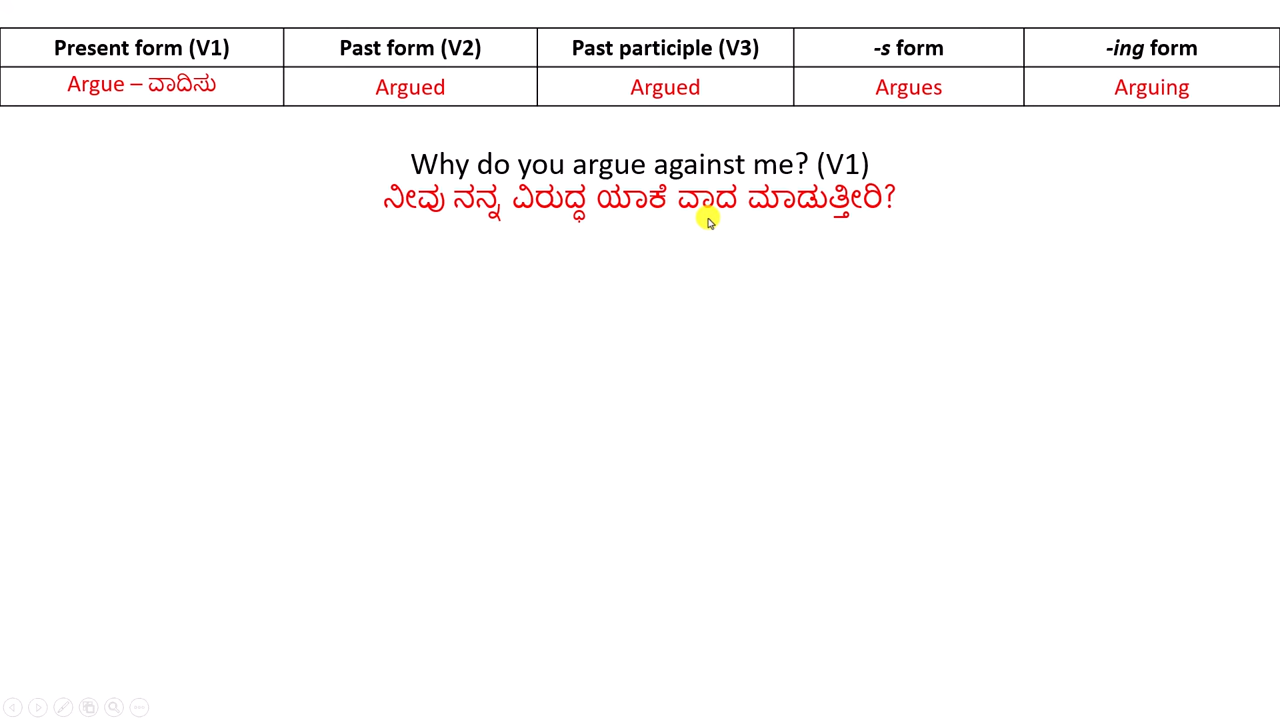 Present form (V1) Past form (V2) Past participle (V3) -s form -ing form
Argue – ವಾದಿಸು Argued Argued Argues Arguing
Why do you argue against me? (V1)
ನೀವು ನನ್ನ ವಿರುದ್ಧ ಯಾಕೆ ವಾದ ಮಾಡುತ್ತೀರಿ?